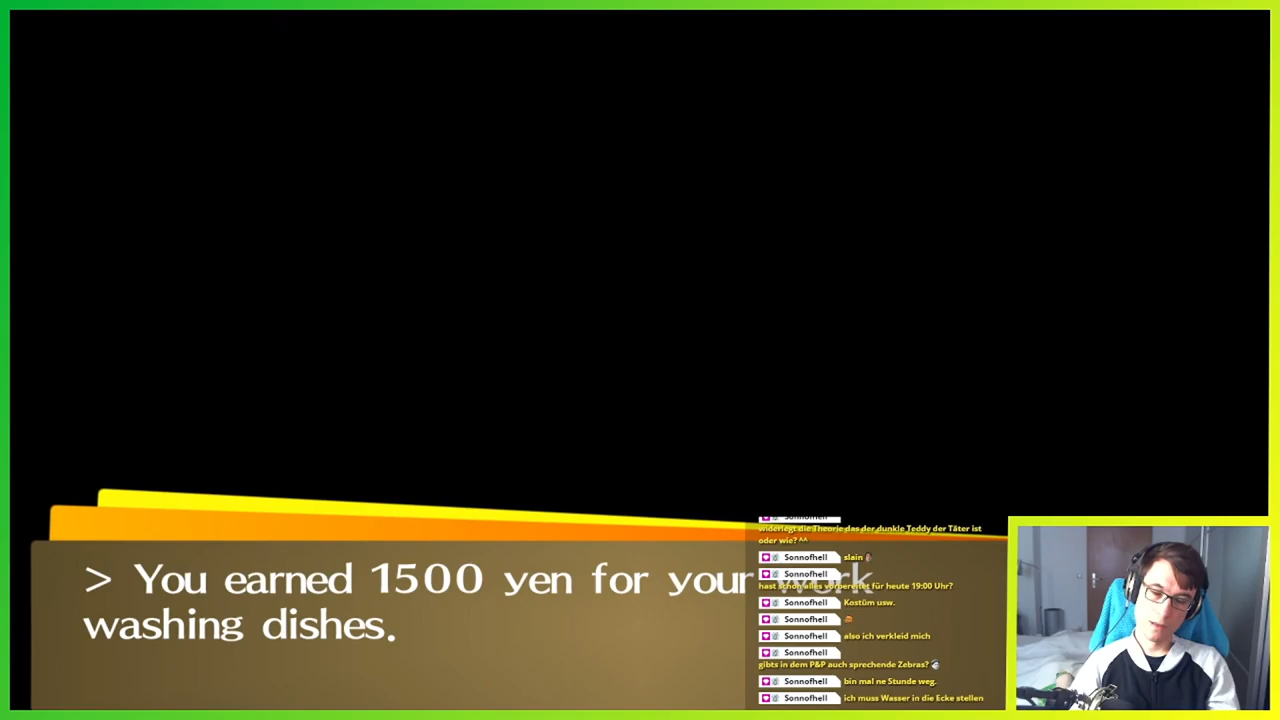 > You earned 1500 yen for your work
washing dishes.
Sonnofhell
widerlegt die Theorie das der dunkle Teddy der Täter ist
oder wie? ^^
Sonnofhell slain
Sonnofhell
hast schon alles vorbereitet für heute 19:00 Uhr?
Sonnofhell Kostüm usw.
Sonnofhell
Sonnofhell also ich verkleid mich
Sonnofhell
gibts in dem P&P auch sprechende Zebras?
Sonnofhell bin mal ne Stunde weg.
Sonnofhell ich muss Wasser in die Ecke stellen